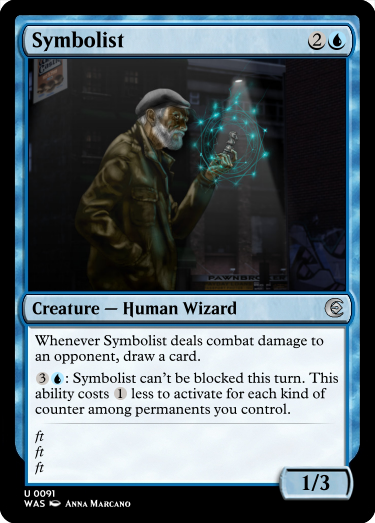 Symbolist 2
Creature — Human Wizard
Whenever Symbolist deals combat damage to
an opponent, draw a card.
3 : Symbolist can't be blocked this turn. This
ability costs 1 less to activate for each kind of
counter among permanents you control.
ft
ft
ft
1/3
U 0091
WAS Anna Marcano
PAWNBROKER